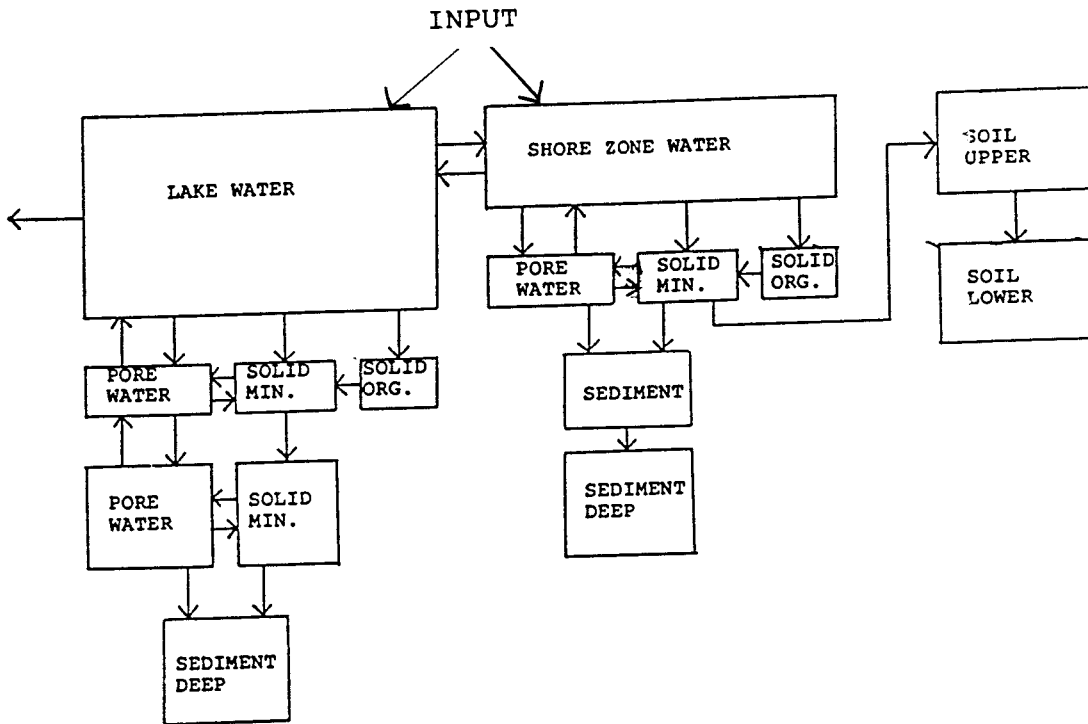 INPUT
LAKE WATER
SHORE ZONE WATER
SOIL
UPPER
PORE
WATER
SOLID
MIN.
SOLID
ORG.
SOIL
LOWER
PORE
WATER
SOLID
MIN.
SOLID
ORG.
SEDIMENT
PORE
WATER
SOLID
MIN.
SEDIMENT
DEEP
SEDIMENT
DEEP